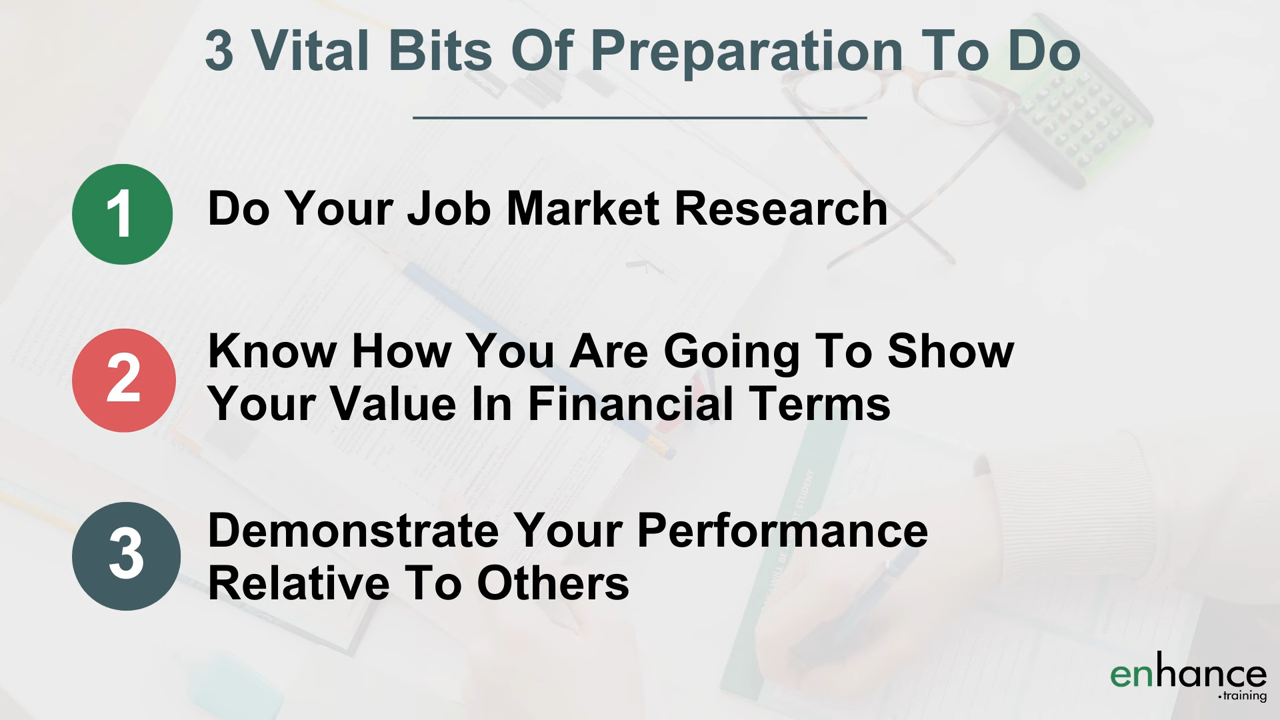 3 Vital Bits Of Preparation To Do
1
Do Your Job Market Research
2
Know How You Are Going To Show
Your Value In Financial Terms
3
Demonstrate Your Performance
Relative To Others
enhance
.training